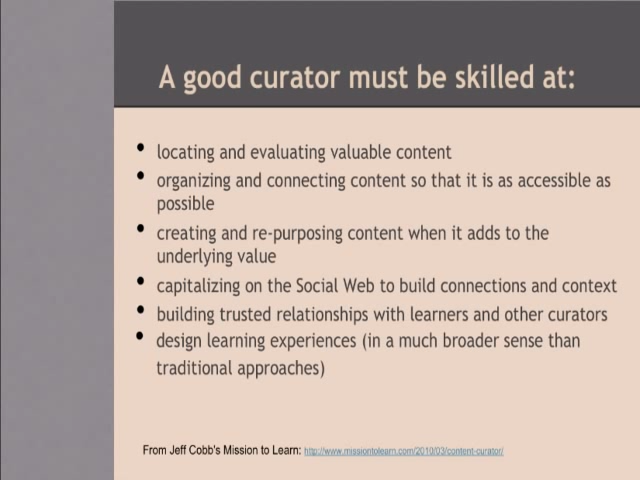 A good curator must be skilled at:
• locating and evaluating valuable content
• organizing and connecting content so that it is as accessible as
possible
• creating and re-purposing content when it adds to the
underlying value
• capitalizing on the Social Web to build connections and context
• building trusted relationships with learners and other curators
• design learning experiences (in a much broader sense than
traditional approaches)
From Jeff Cobb's Mission to Learn: http://www.missiontolearn.com/2010/03/content-curator/